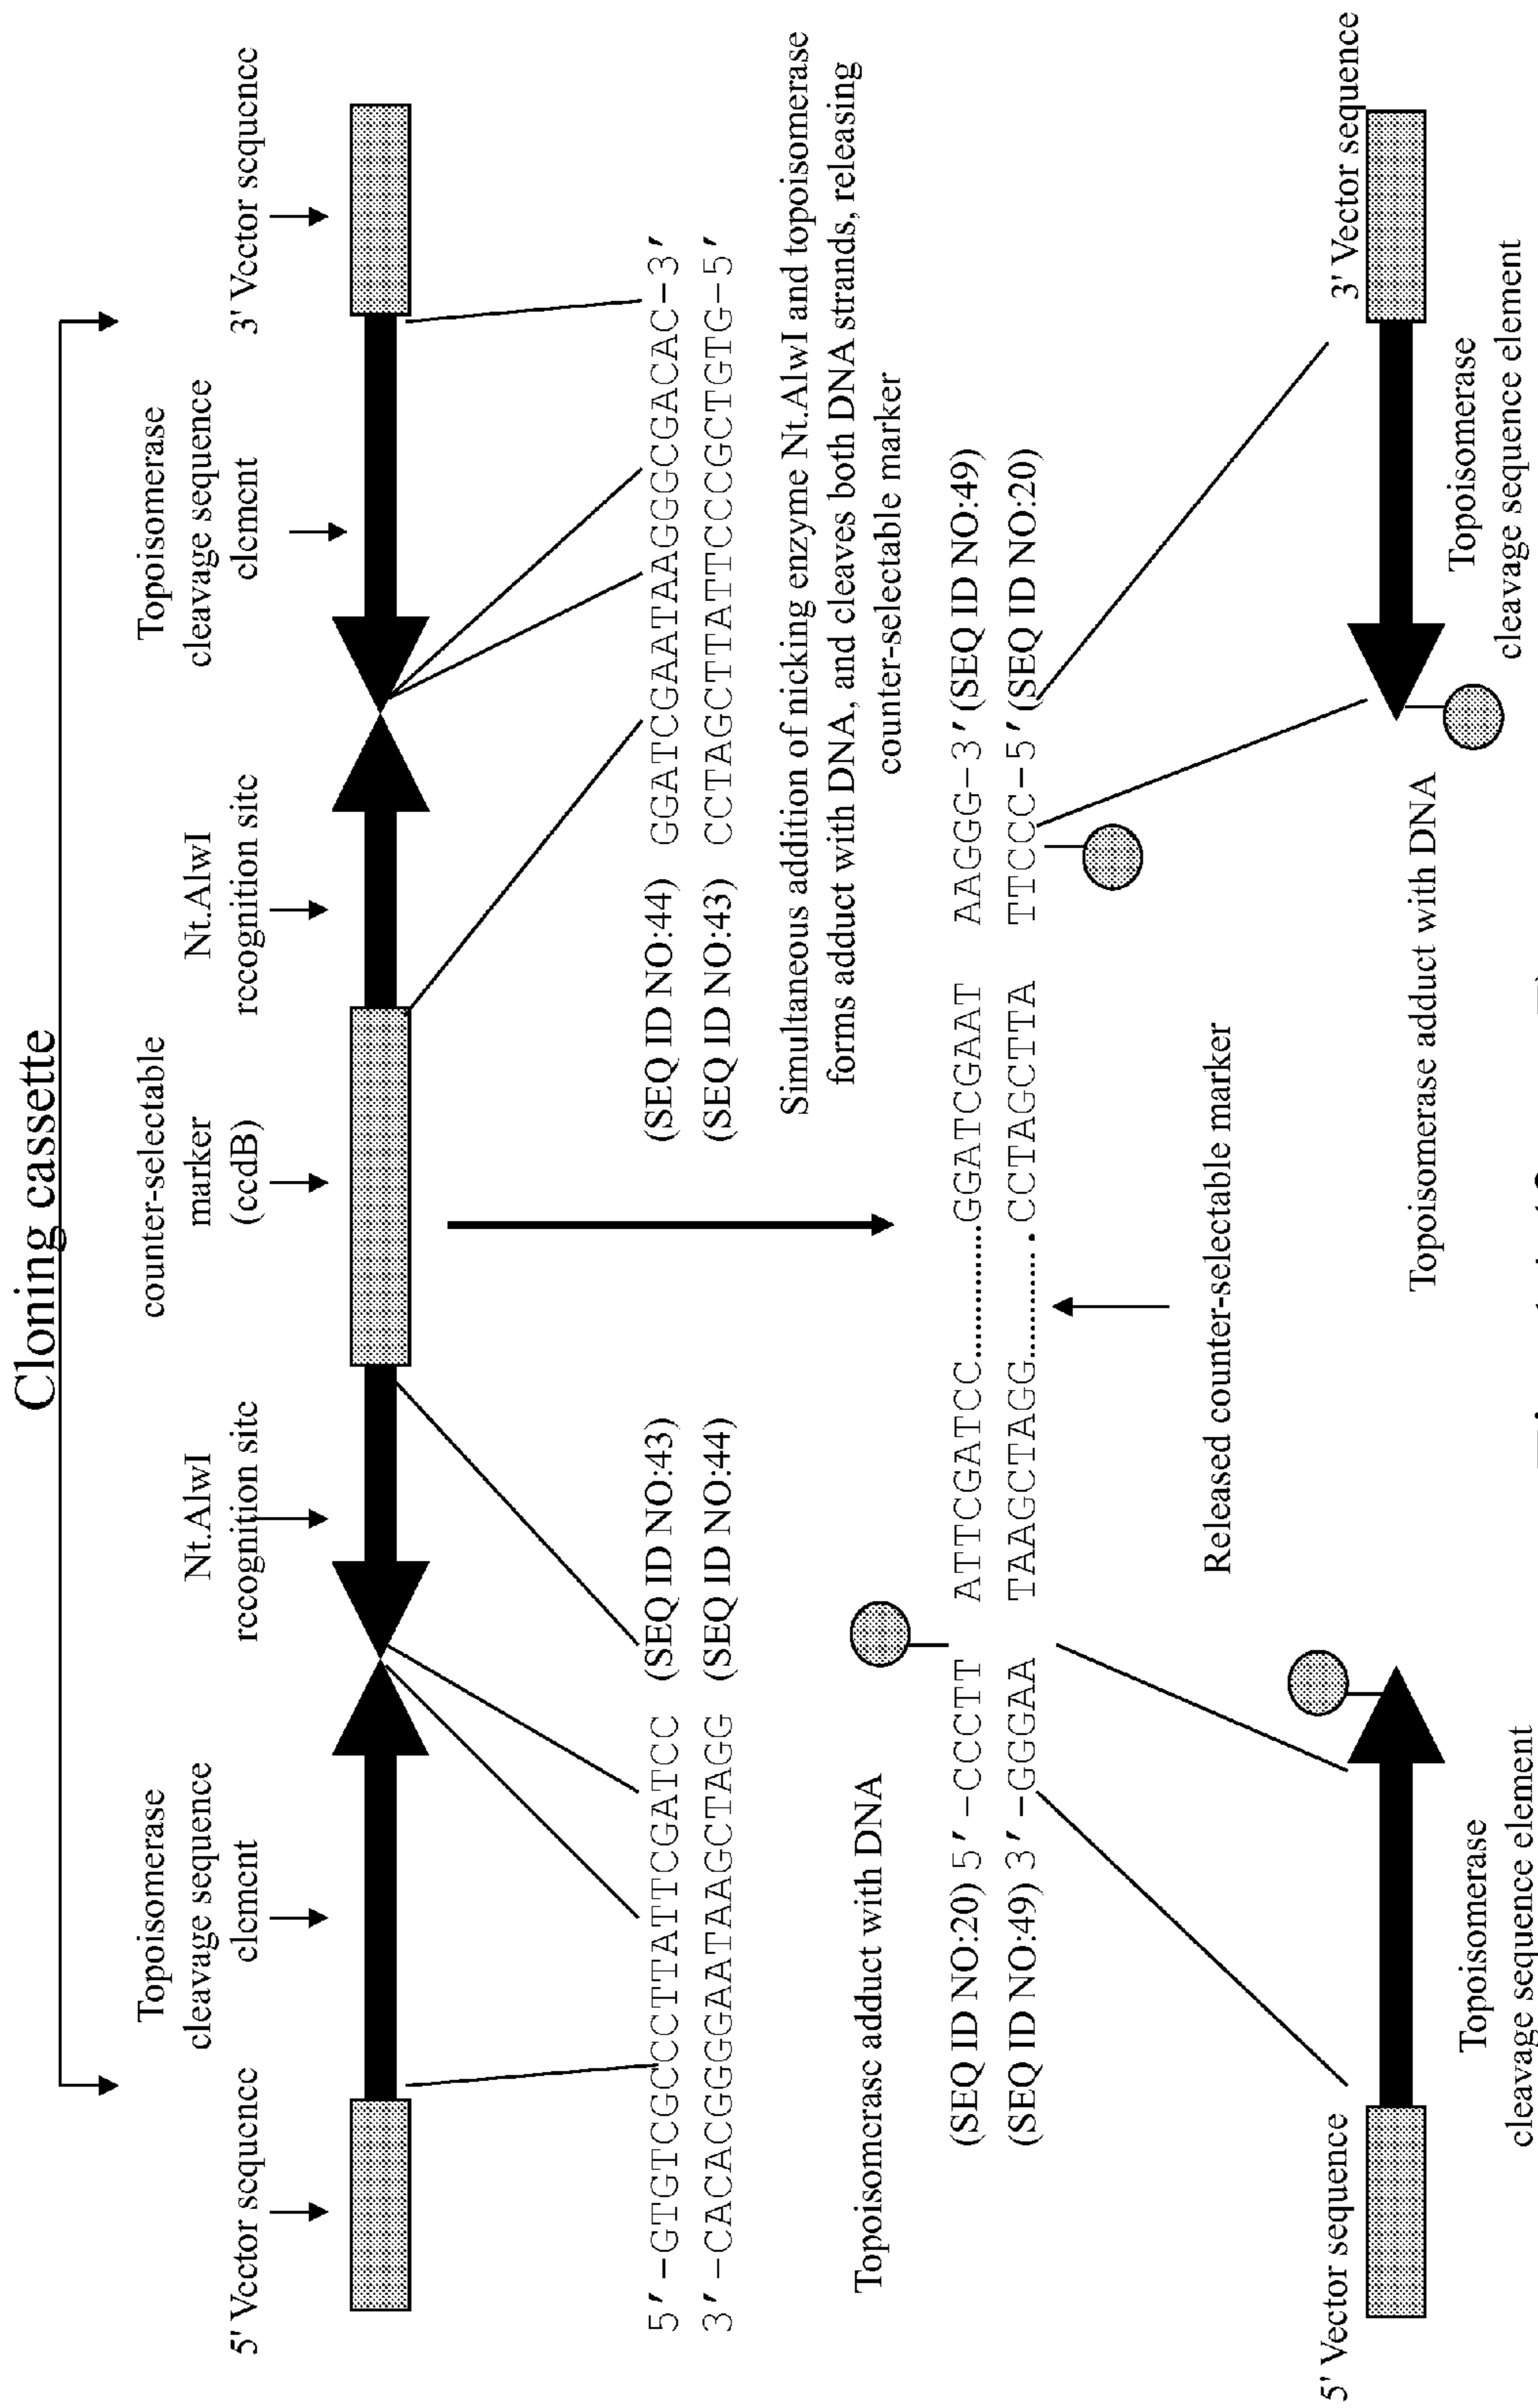 Cloning cassette
5' Vector sequence
Topoisomerase
cleavage sequence
element
Nt.AlwI
recognition site
counter-selectable
marker
(ccdB)
Nt.AlwI
recognition site
Topoisomerase
cleavage sequence
element
3' Vector sequence
5'-GTGTCGCCCTTATTCGATCC (SEQ ID NO:43)
3'-CACACGGGGAATAAGCTAGG (SEQ ID NO:44)
(SEQ ID NO:44) GGATCGAATAAGGGCGACAC-3'
(SEQ ID NO:43) CCTAGCTTATTCCCGCTGTG-5'
Simultaneous addition of nicking enzyme Nt.AlwI and topoisomerase
forms adduct with DNA, and cleaves both DNA strands, releasing
counter-selectable marker
Topoisomerase adduct with DNA
(SEQ ID NO:20) 5'-CCCTT ATTCGATCC............GGATCGAAT AAGGG-3' (SEQ ID NO:49)
(SEQ ID NO:49) 3'-GGGAA TAAGCTAGG............CCTAGCTTA TTCCC-5' (SEQ ID NO:20)
Released counter-selectable marker
Topoisomerase adduct with DNA
5' Vector sequence
Topoisomerase
cleavage sequence element
3' Vector sequence
Topoisomerase
cleavage sequence element